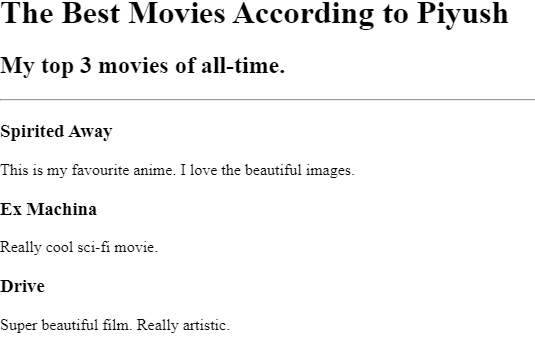 The Best Movies According to Piyush
My top 3 movies of all-time.
Spirited Away
This is my favourite anime. I love the beautiful images.
Ex Machina
Really cool sci-fi movie.
Drive
Super beautiful film. Really artistic.